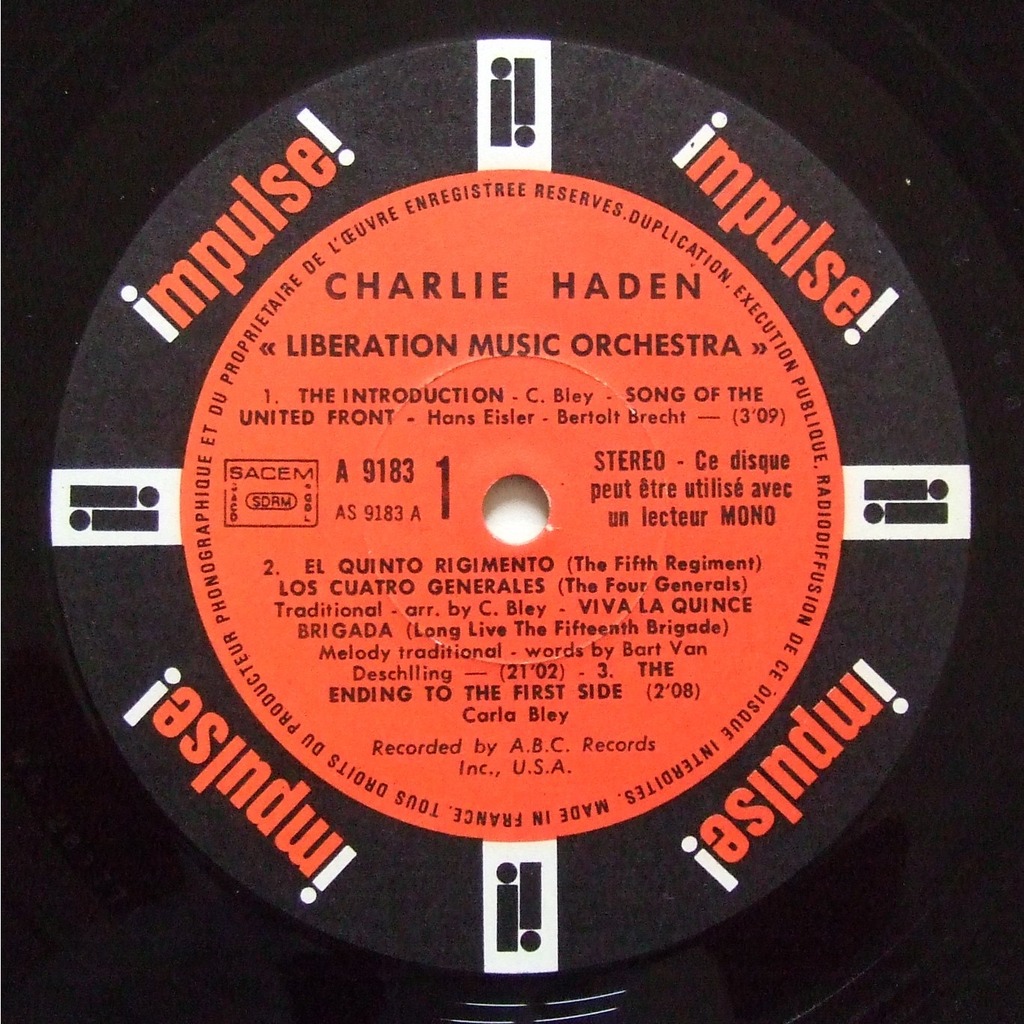 impulse!
impulse!
TOUS DROITS DU PRODUCTEUR PHONOGRAPHIQUE ET DU PROPRIETAIRE DE L'ŒUVRE ENREGISTREE RESERVES. DUPLICATION, EXECUTION PUBLIQUE, RADIODIFFUSION DE CE DISQUE INTERDITES. MADE IN FRANCE.
CHARLIE HADEN
« LIBERATION MUSIC ORCHESTRA »
1. THE INTRODUCTION - C. Bley - SONG OF THE
UNITED FRONT - Hans Eisler - Bertolt Brecht — (3'09)
SACEM
SACD
SDRM
SGDL
A 9183
AS 9183 A
1
STEREO - Ce disque
peut être utilisé avec
un lecteur MONO
2. EL QUINTO RIGIMENTO (The Fifth Regiment)
LOS CUATRO GENERALES (The Four Generals)
Traditional - arr. by C. Bley - VIVA LA QUINCE
BRIGADA (Long Live The Fifteenth Brigade)
Melody traditional - words by Bart Van
Deschlling — (21'02) - 3. THE
ENDING TO THE FIRST SIDE (2'08)
Carla Bley
Recorded by A.B.C. Records
Inc., U.S.A.
impulse!
impulse!